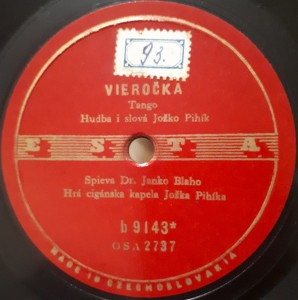 93.
VIEROČKA
Tango
Hudba i slová Jožko Pihík
ESTA
Spieva Dr. Janko Blaho
Hrá cigánska kapela Jožka Pihíka
b 9143*
OSA 2737
MADE IN CZECHOSLOVAKIA